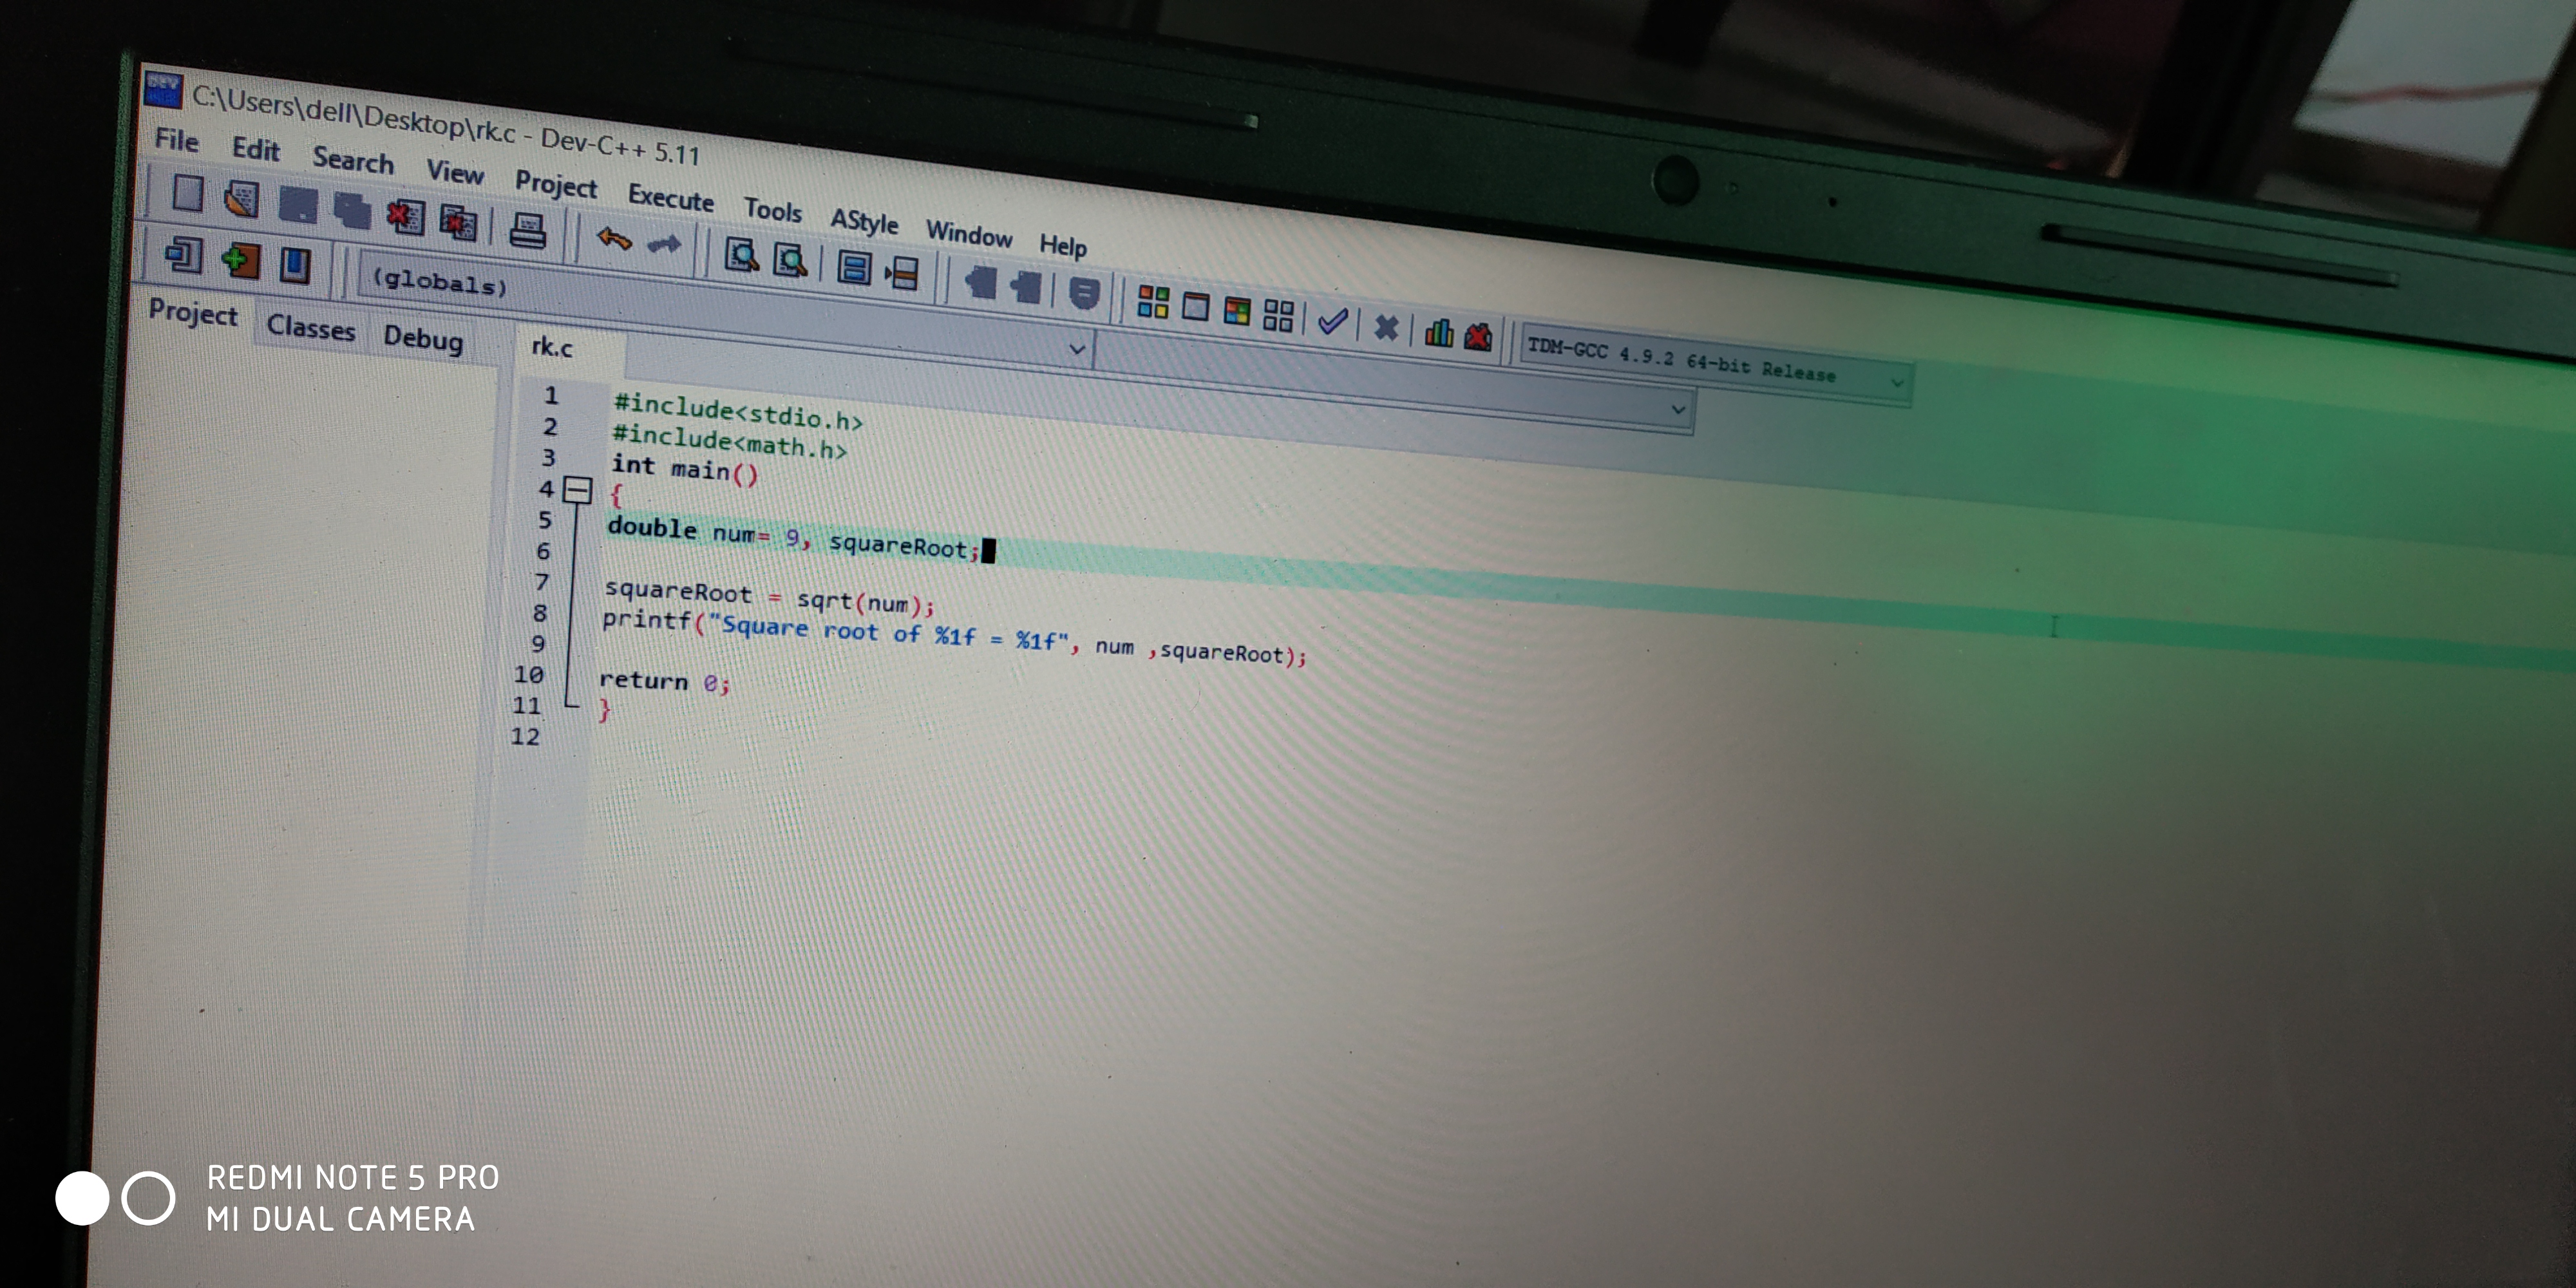 C:\Users\dell\Desktop\rk.c - Dev-C++ 5.11
File Edit Search View Project Execute Tools AStyle Window Help
TDM-GCC 4.9.2 64-bit Release
(globals)
Project Classes Debug
rk.c
1 #include<stdio.h>
2 #include<math.h>
3 int main()
4 {
5 double num= 9, squareRoot;
6
7 squareRoot = sqrt(num);
8 printf("Square root of %1f = %1f", num ,squareRoot);
9
10 return 0;
11 }
12
REDMI NOTE 5 PRO
MI DUAL CAMERA